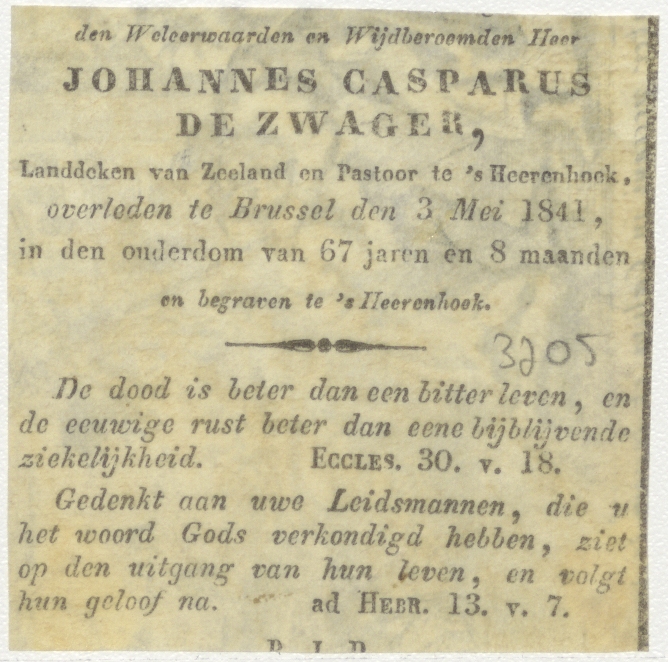 den Weleerwaarden en Wijdberoemden Heer
JOHANNES CASPARUS
DE ZWAGER,
Landdeken van Zeeland en Pastoor te 's Heerenhoek,
overleden te Brussel den 3 Mei 1841,
in den ouderdom van 67 jaren en 8 maanden
en begraven te 's Heerenhoek.
3205
De dood is beter dan een bitter leven, en
de eeuwige rust beter dan eene bijblijvende
ziekelijkheid. ECCLES. 30. v. 18.
Gedenkt aan uwe Leidsmannen, die u
het woord Gods verkondigd hebben, ziet
op den uitgang van hun leven, en volgt
hun geloof na. ad HEBR. 13. v. 7.
R. I. P.